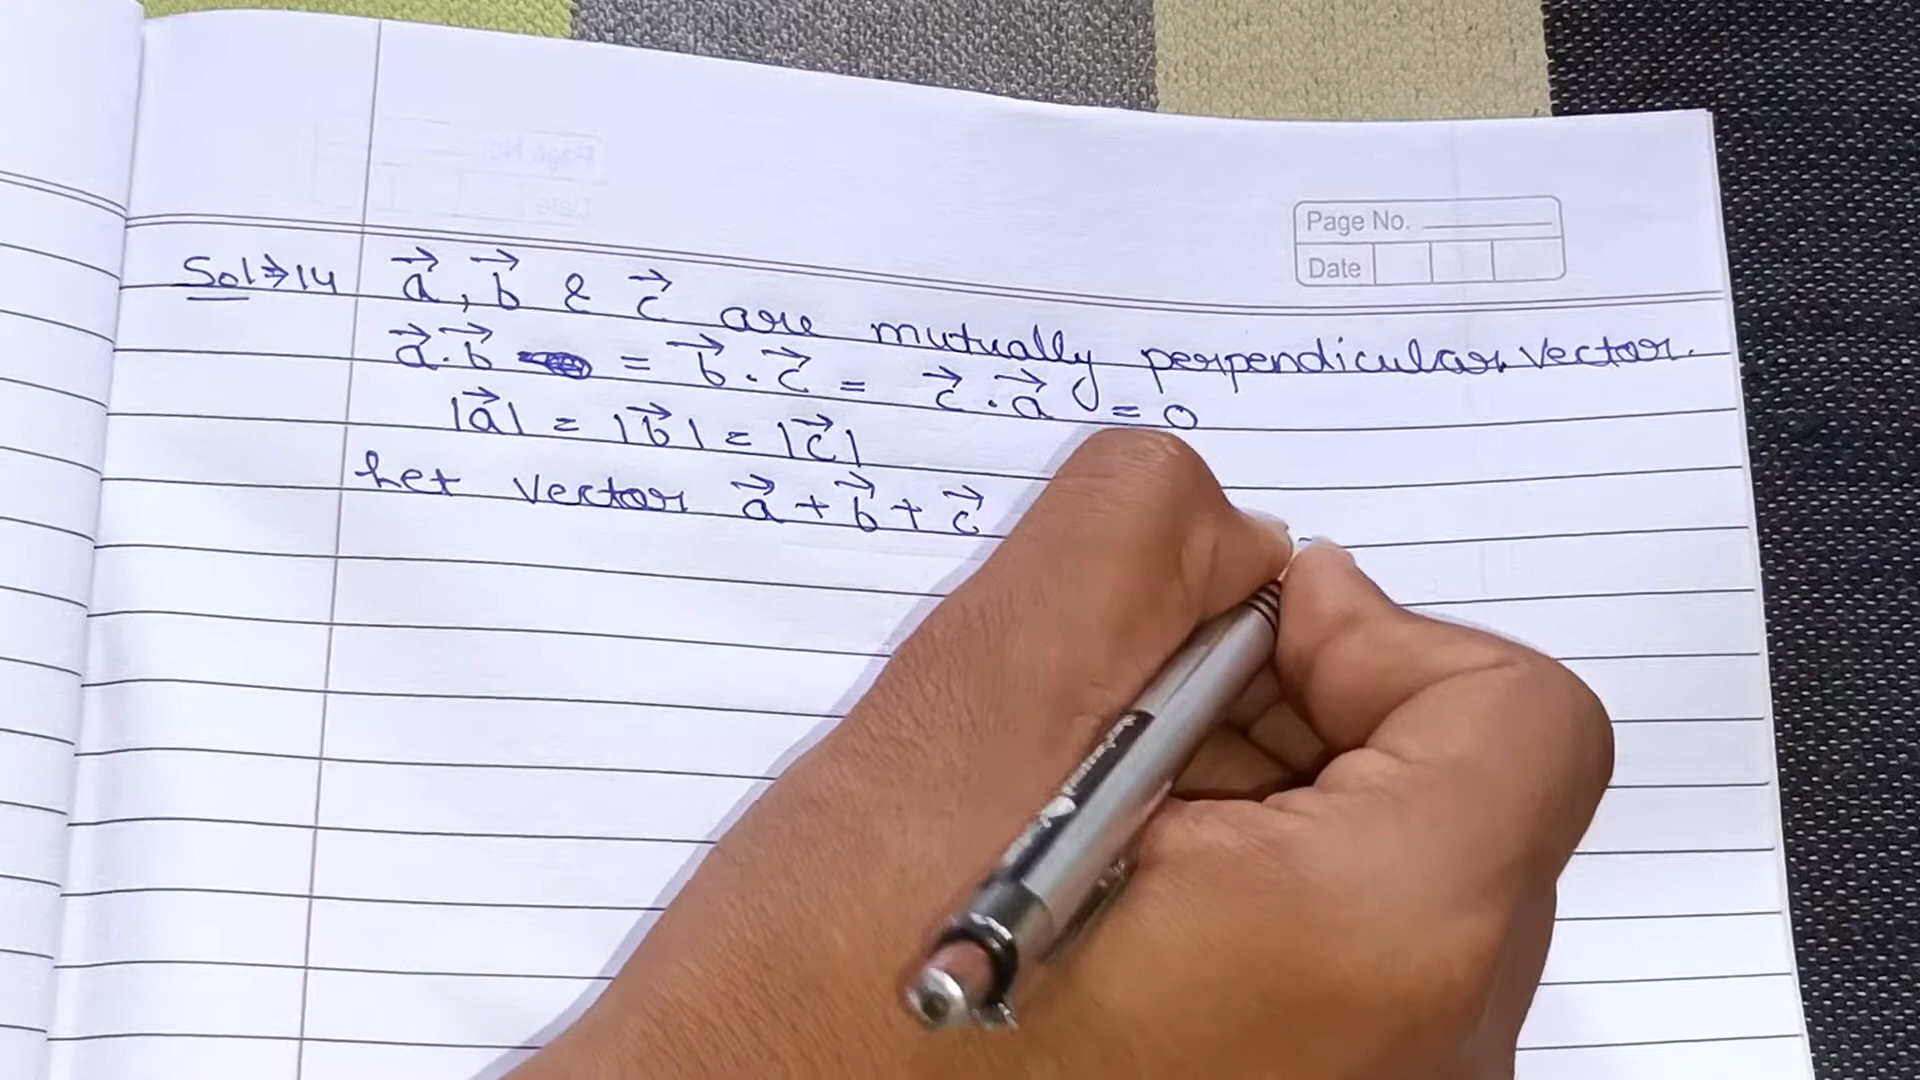 Page No.
Date
Sol⇒14 a⃗, b⃗ & c⃗ are mutually perpendicular vector.
a⃗.b⃗ = b⃗.c⃗ = c⃗.a⃗ = 0
|a⃗| = |b⃗| = |c⃗|
Let vector a⃗+b⃗+c⃗